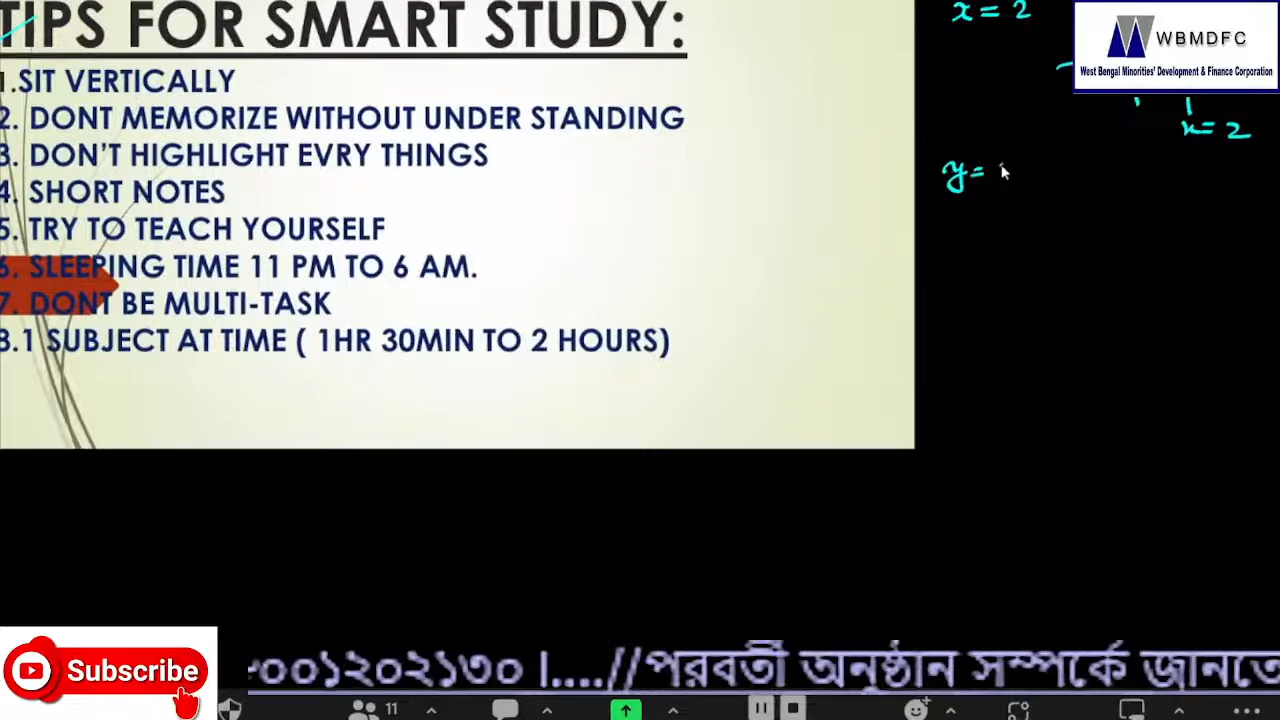 TIPS FOR SMART STUDY:
1.SIT VERTICALLY
2. DONT MEMORIZE WITHOUT UNDER STANDING
3. DON'T HIGHLIGHT EVRY THINGS
4. SHORT NOTES
5. TRY TO TEACH YOURSELF
6. SLEEPING TIME 11 PM TO 6 AM.
7. DONT BE MULTI-TASK
8.1 SUBJECT AT TIME ( 1HR 30MIN TO 2 HOURS)
x = 2
WBMDFC
West Bengal Minorities' Development & Finance Corporation
x = 2
y =
Subscribe
০০১২০২১৩০ |....//পরবর্তী অনুষ্ঠান সম্পর্কে জানতে
11